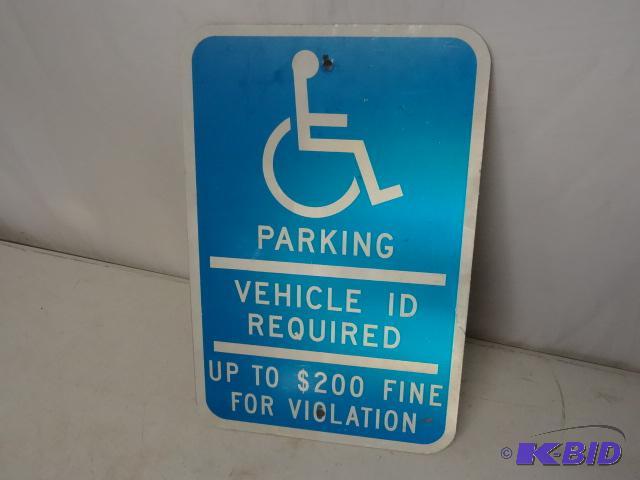 PARKING
VEHICLE ID
REQUIRED
UP TO $200 FINE
FOR VIOLATION
© K-BID